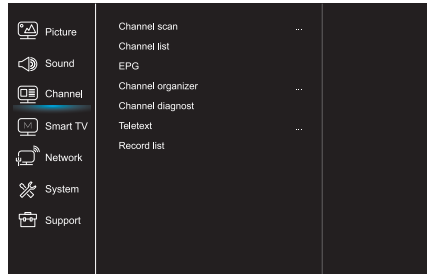 Picture
Sound
Channel
M
Smart TV
Network
System
Support
Channel scan ...
Channel list
EPG
Channel organizer ...
Channel diagnost
Teletext ...
Record list